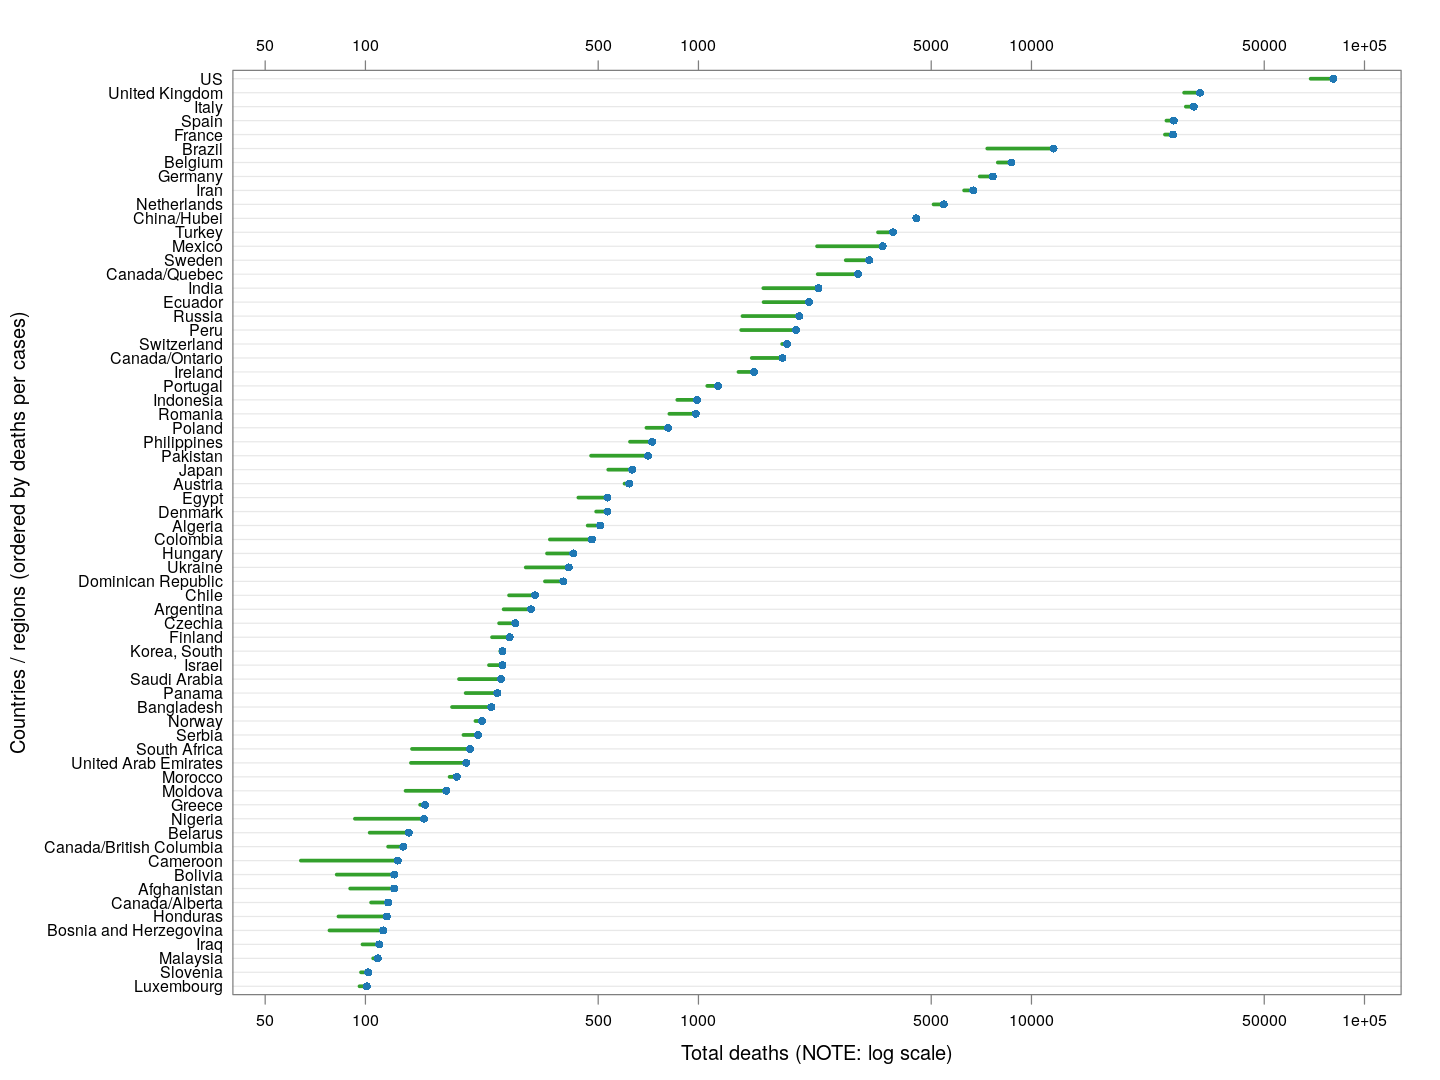 50 100 500 1000 5000 10000 50000 1e+05
US
United Kingdom
Italy
Spain
France
Brazil
Belgium
Germany
Iran
Netherlands
China/Hubei
Turkey
Mexico
Sweden
Canada/Quebec
India
Ecuador
Russia
Peru
Switzerland
Canada/Ontario
Ireland
Portugal
Indonesia
Romania
Poland
Philippines
Pakistan
Japan
Austria
Egypt
Denmark
Algeria
Colombia
Hungary
Ukraine
Dominican Republic
Chile
Argentina
Czechia
Finland
Korea, South
Israel
Saudi Arabia
Panama
Bangladesh
Norway
Serbia
South Africa
United Arab Emirates
Morocco
Moldova
Greece
Nigeria
Belarus
Canada/British Columbia
Cameroon
Bolivia
Afghanistan
Canada/Alberta
Honduras
Bosnia and Herzegovina
Iraq
Malaysia
Slovenia
Luxembourg
50 100 500 1000 5000 10000 50000 1e+05
Total deaths (NOTE: log scale)
Countries / regions (ordered by deaths per cases)